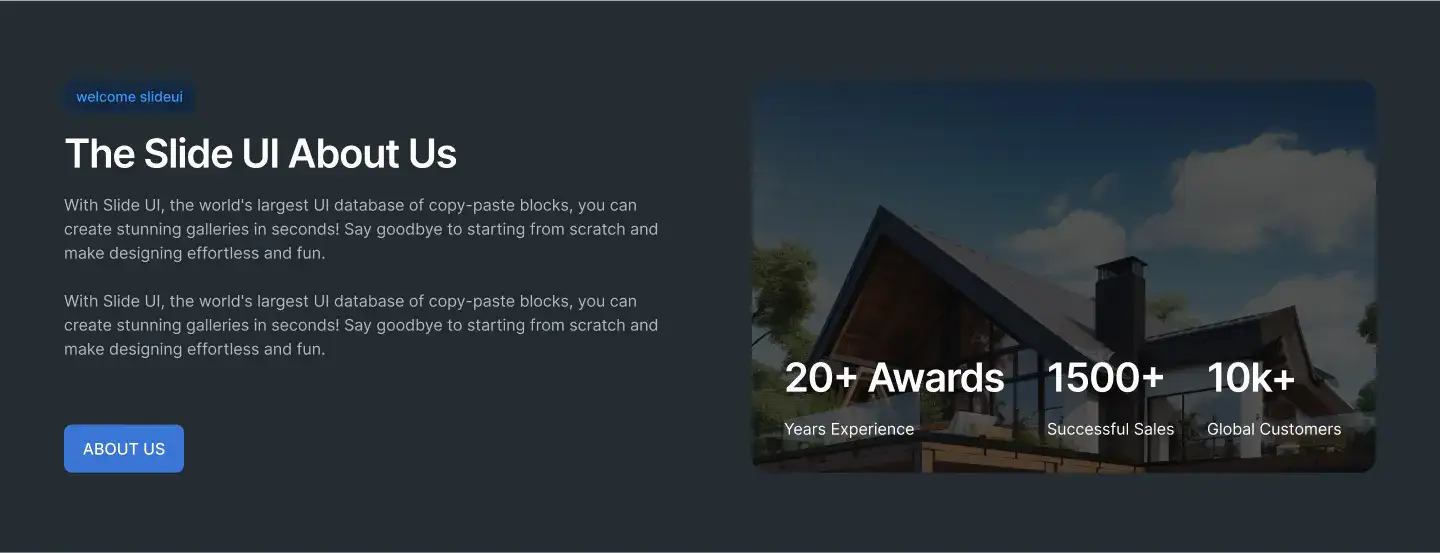 welcome slideui
The Slide UI About Us
With Slide UI, the world's largest UI database of copy-paste blocks, you can
create stunning galleries in seconds! Say goodbye to starting from scratch and
make designing effortless and fun.
With Slide UI, the world's largest UI database of copy-paste blocks, you can
create stunning galleries in seconds! Say goodbye to starting from scratch and
make designing effortless and fun.
ABOUT US
20+ Awards
Years Experience
1500+
Successful Sales
10k+
Global Customers